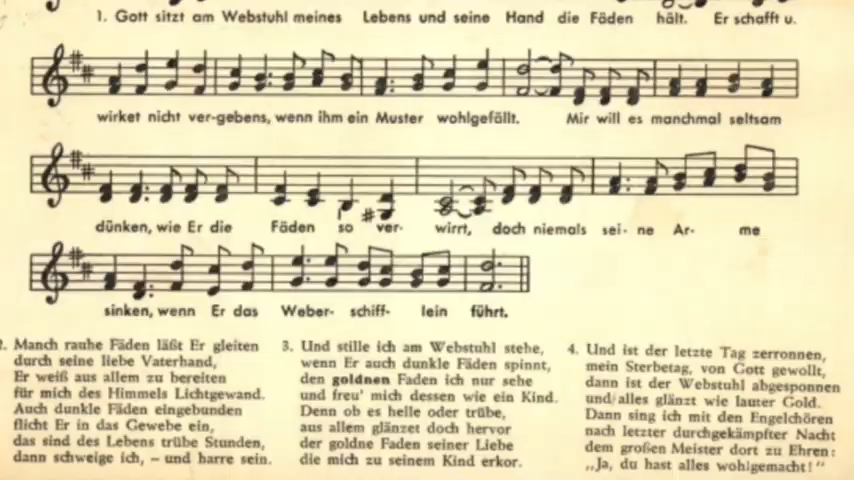 1. Gott sitzt am Webstuhl meines Lebens und seine Hand die Fäden hält. Er schafft u.
wirket nicht ver-gebens, wenn ihm ein Muster wohlgefällt. Mir will es manchmal seltsam
dünken, wie Er die Fäden so ver- wirrt, doch niemals sei- ne Ar- me
sinken, wenn Er das Weber- schiff- lein führt.
2. Manch rauhe Fäden läßt Er gleiten
durch seine liebe Vaterhand,
Er weiß aus allem zu bereiten
für mich des Himmels Lichtgewand.
Auch dunkle Fäden eingebunden
flicht Er in das Gewebe ein,
das sind des Lebens trübe Stunden,
dann schweige ich, – und harre sein.
3. Und stille ich am Webstuhl stehe,
wenn Er auch dunkle Fäden spinnt,
den goldnen Faden ich nur sehe
und freu' mich dessen wie ein Kind.
Denn ob es helle oder trübe,
aus allem glänzet doch hervor
der goldne Faden seiner Liebe
die mich zu seinem Kind erkor.
4. Und ist der letzte Tag zerronnen,
mein Sterbetag, von Gott gewollt,
dann ist der Webstuhl abgesponnen
und alles glänzt wie lauter Gold.
Dann sing ich mit den Engelchören
nach letzter durchgekämpfter Nacht
dem großen Meister dort zu Ehren:
„Ja, du hast alles wohlgemacht!"